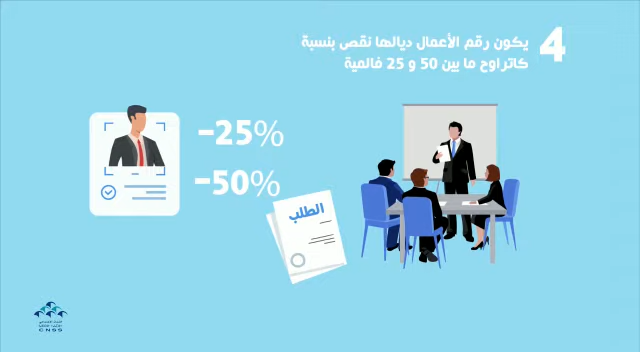 4
يكون رقم الأعمال ديالها نقص بنسبة
كاتراوح ما بين 50 و 25 فالمية
-25%
-50%
الطلب
CNSS